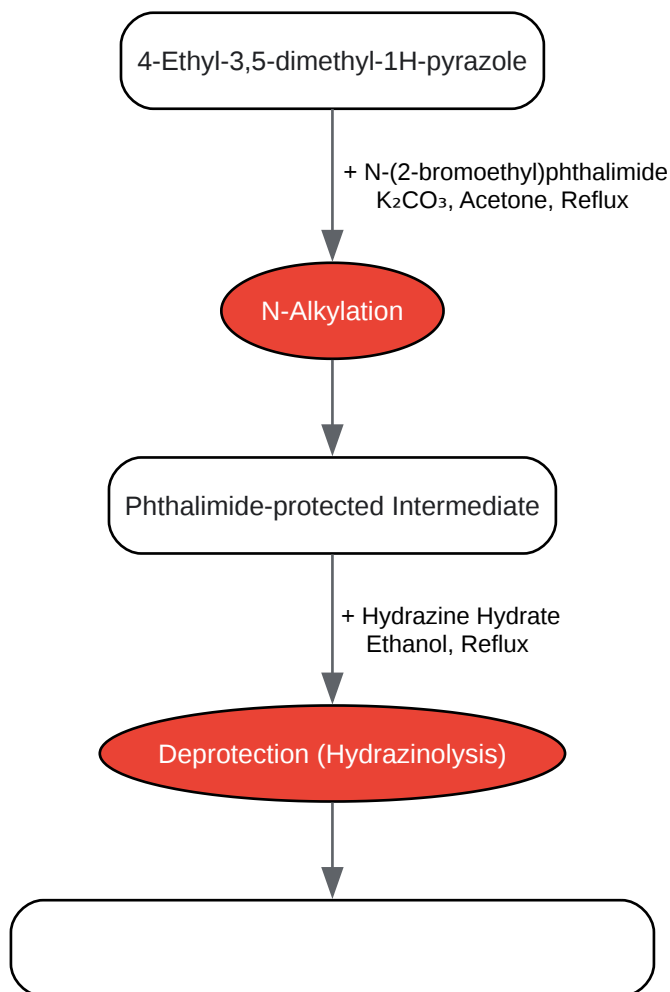 4-Ethyl-3,5-dimethyl-1H-pyrazole
+ N-(2-bromoethyl)phthalimide
K₂CO₃, Acetone, Reflux
N-Alkylation
Phthalimide-protected Intermediate
+ Hydrazine Hydrate
Ethanol, Reflux
Deprotection (Hydrazinolysis)